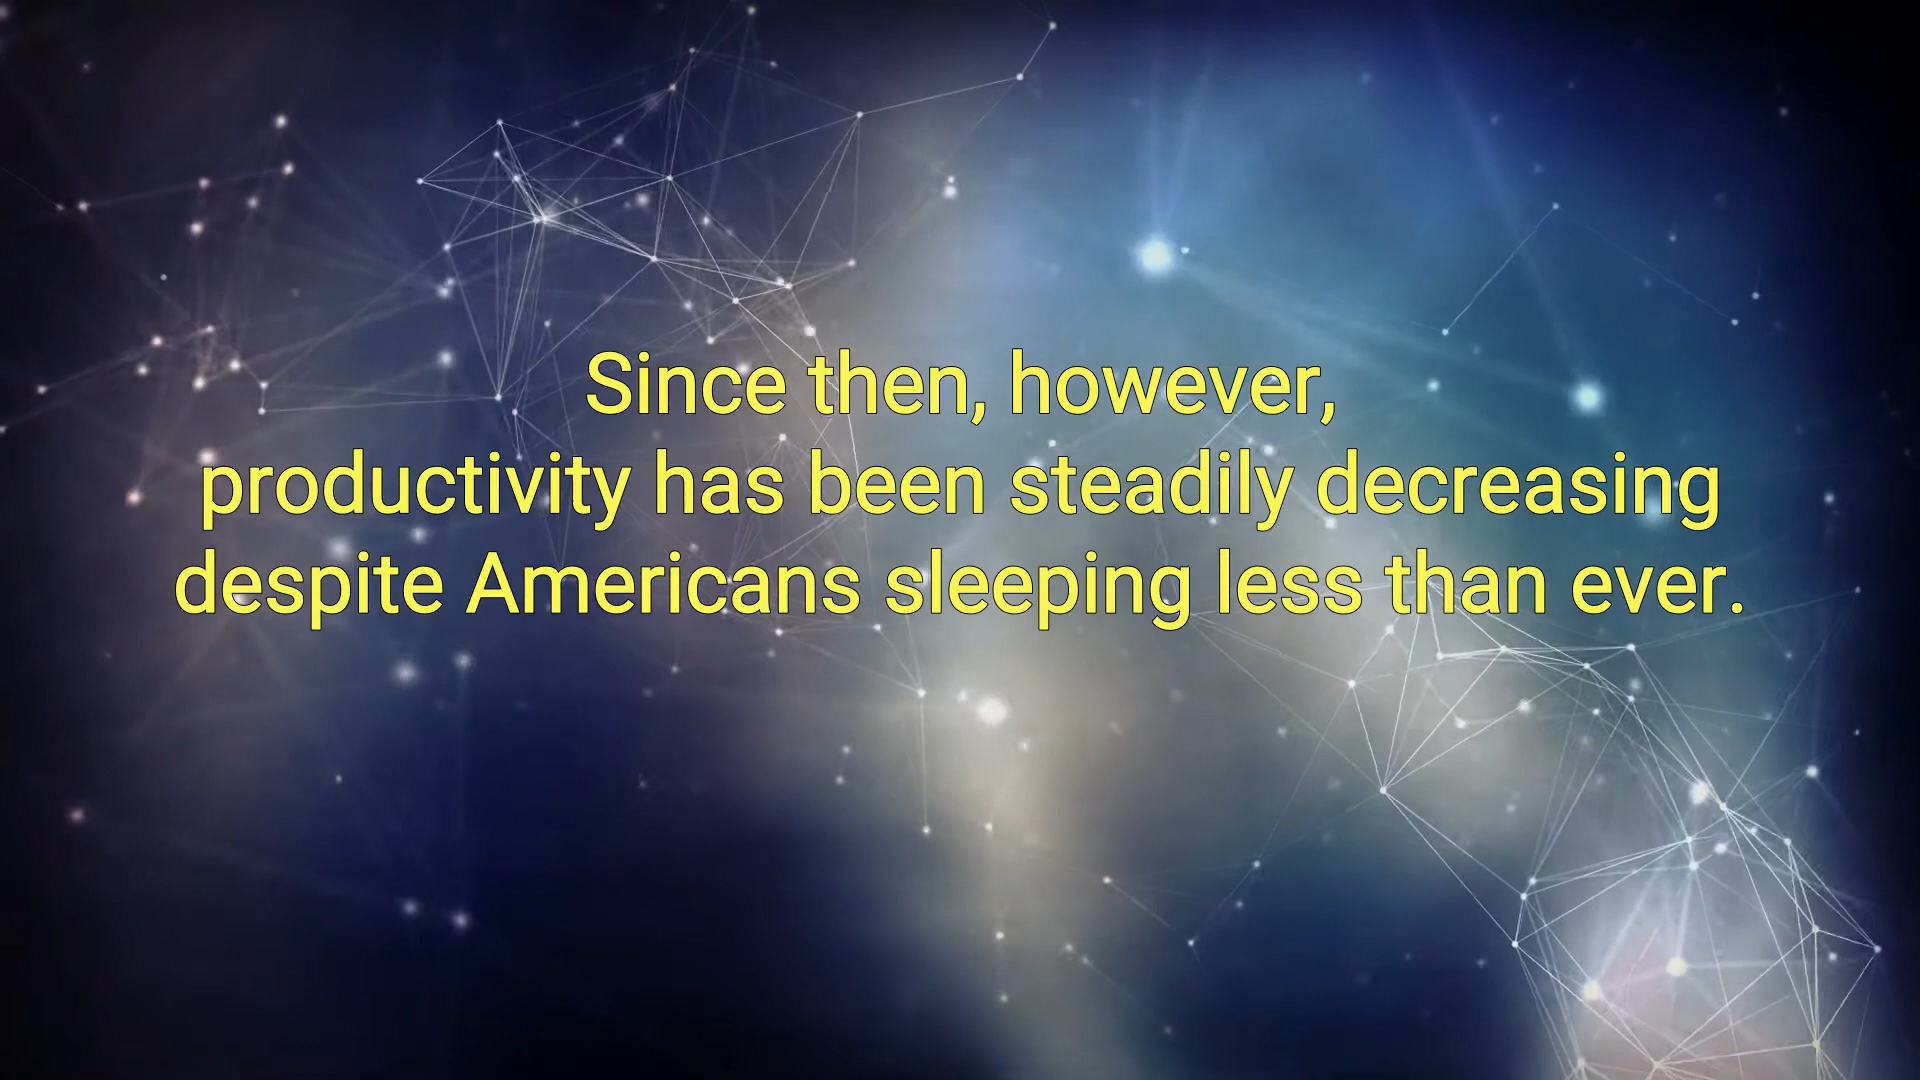 Since then, however,
productivity has been steadily decreasing
despite Americans sleeping less than ever.